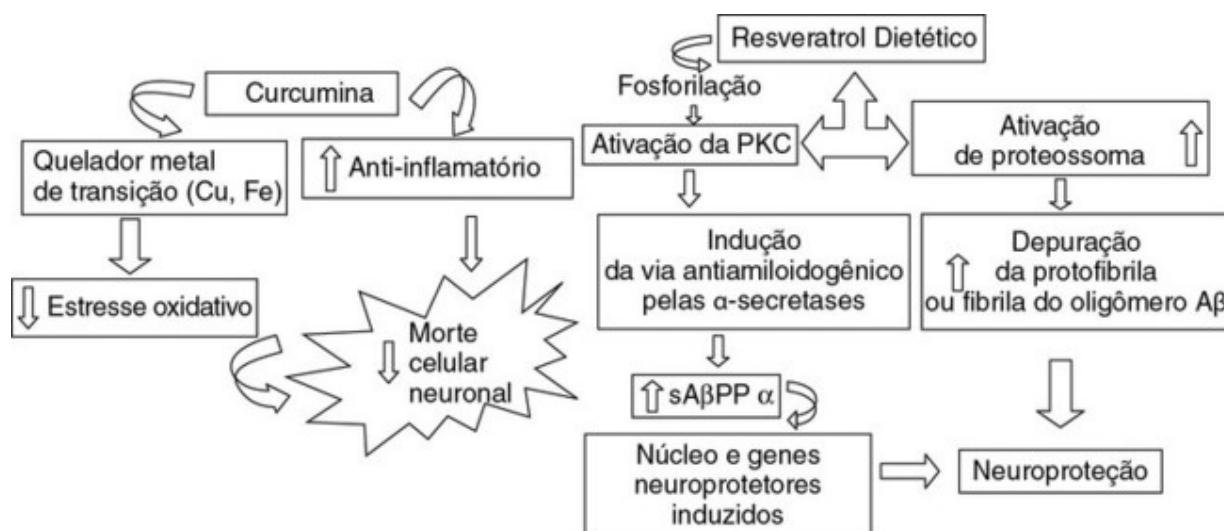 Curcumina
Quelador metal
de transição (Cu, Fe)
Anti-inflamatório
Estresse oxidativo
Morte
celular
neuronal
Resveratrol Dietético
Fosforilação
Ativação da PKC
Ativação
de proteossoma
Indução
da via antiamiloidogênico
pelas α-secretases
Depuração
da protofibrila
ou fibrila do oligômero Aβ
sAβPP α
Núcleo e genes
neuroprotetores
induzidos
Neuroproteção